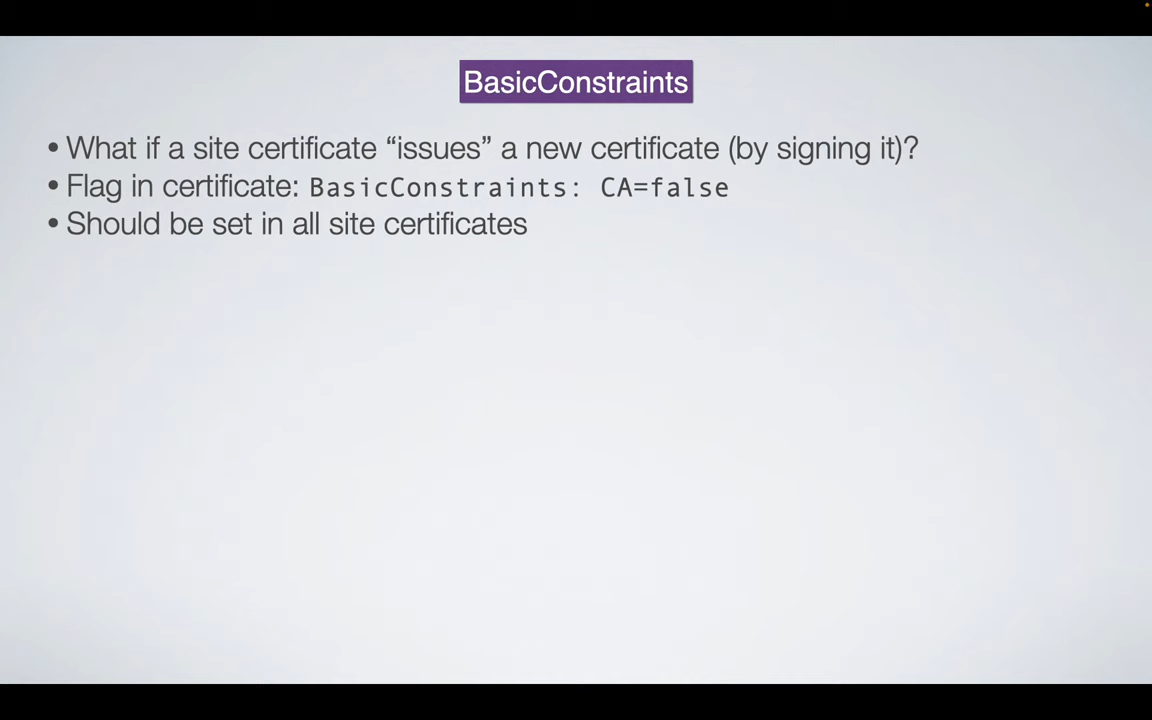 BasicConstraints
• What if a site certificate “issues” a new certificate (by signing it)?
• Flag in certificate: BasicConstraints: CA=false
• Should be set in all site certificates